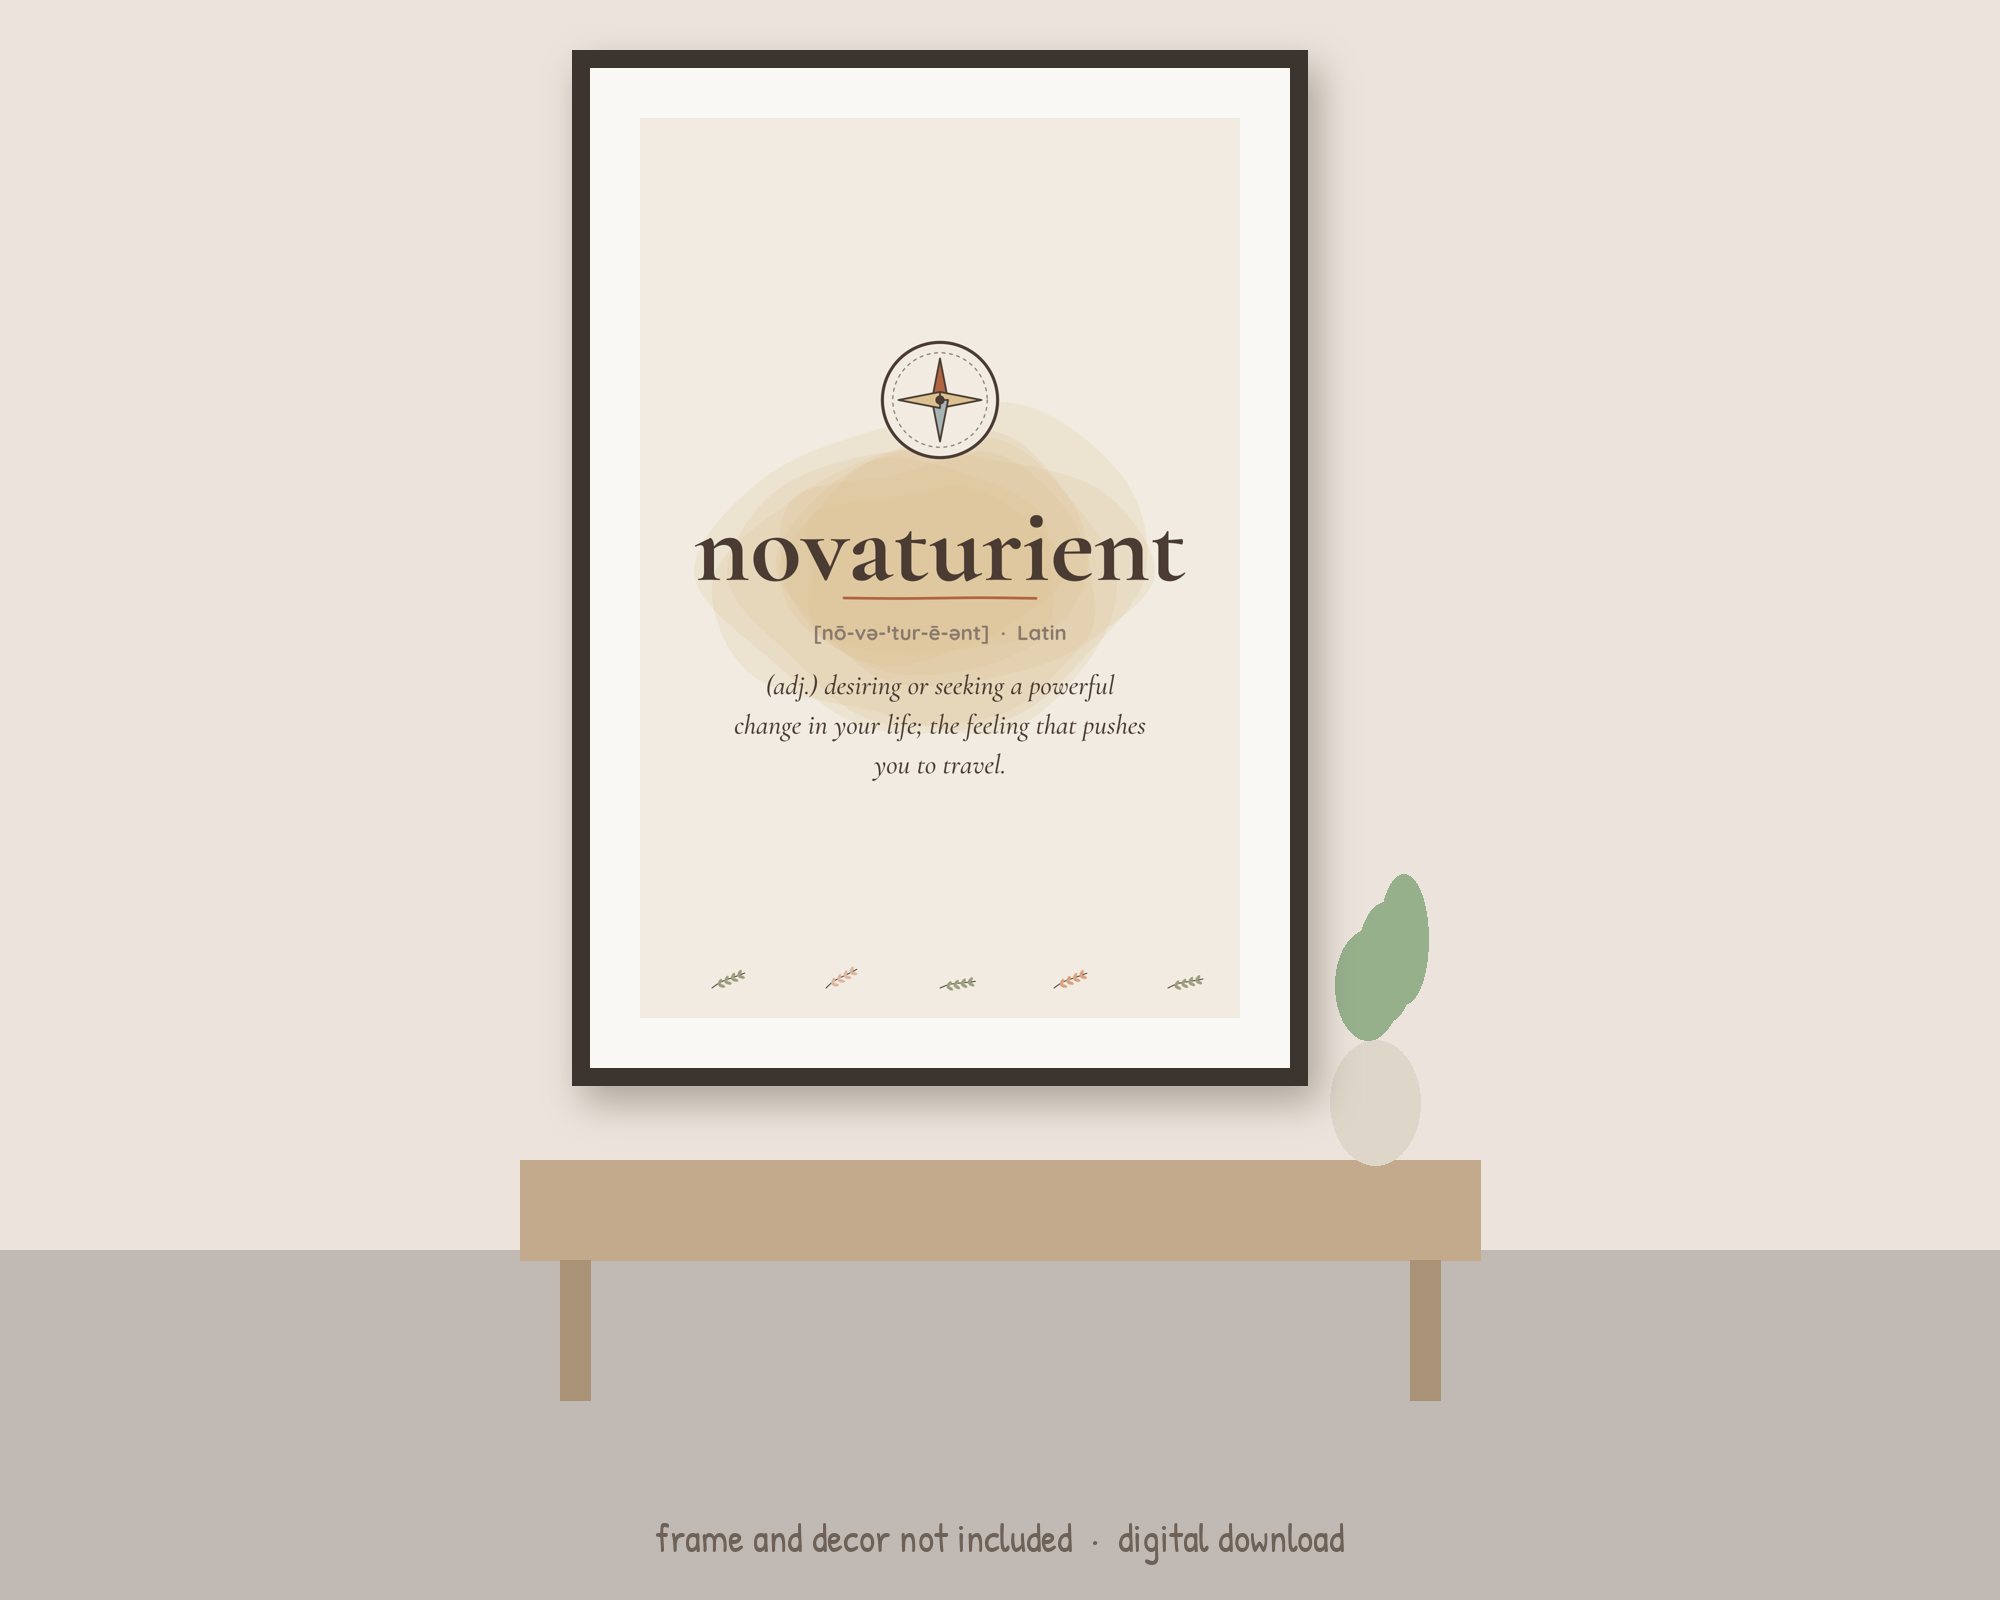 novaturient
[nō-və-ˈtur-ē-ənt] · Latin
(adj.) desiring or seeking a powerful
change in your life; the feeling that pushes
you to travel.
frame and decor not included · digital download